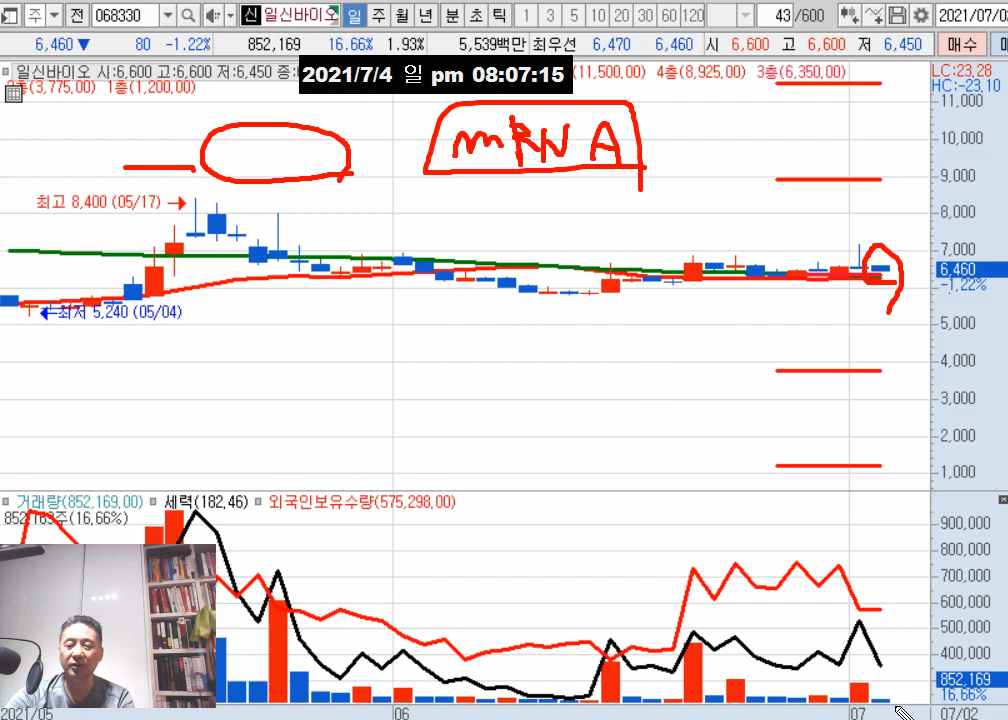 주 전 068330 신 일신바이오 일 주 월 년 분 초 틱 1 3 5 10 20 30 60 120 43 /600 2021/07/0
6,460 ▼ 80 -1.22% 852,169 16.66% 1.93% 5,539백만 최우선 6,470 6,460 시 6,600 고 6,600 저 6,450 매수
일신바이오 시:6,600 고:6,600 저:6,450 종:
2021/7/4 일 pm 08:07:15
(11,500.00) 4층(8,925.00) 3층(6,350.00)
LC:23.28
층(3,775.00) 1층(1,200.00)
HC:-23.10
11,000
mRNA
10,000
9,000
최고 8,400 (05/17) →
8,000
7,000
6,460
-1.22%
←최저 5,240 (05/04)
5,000
4,000
3,000
2,000
1,000
거래량(852,169.00) 세력(182.46) 외국인보유수량(575,298.00)
852,169주(16.66%)
900,000
800,000
700,000
600,000
500,000
400,000
852,169
16.66%
2021/05 06 07 07/02